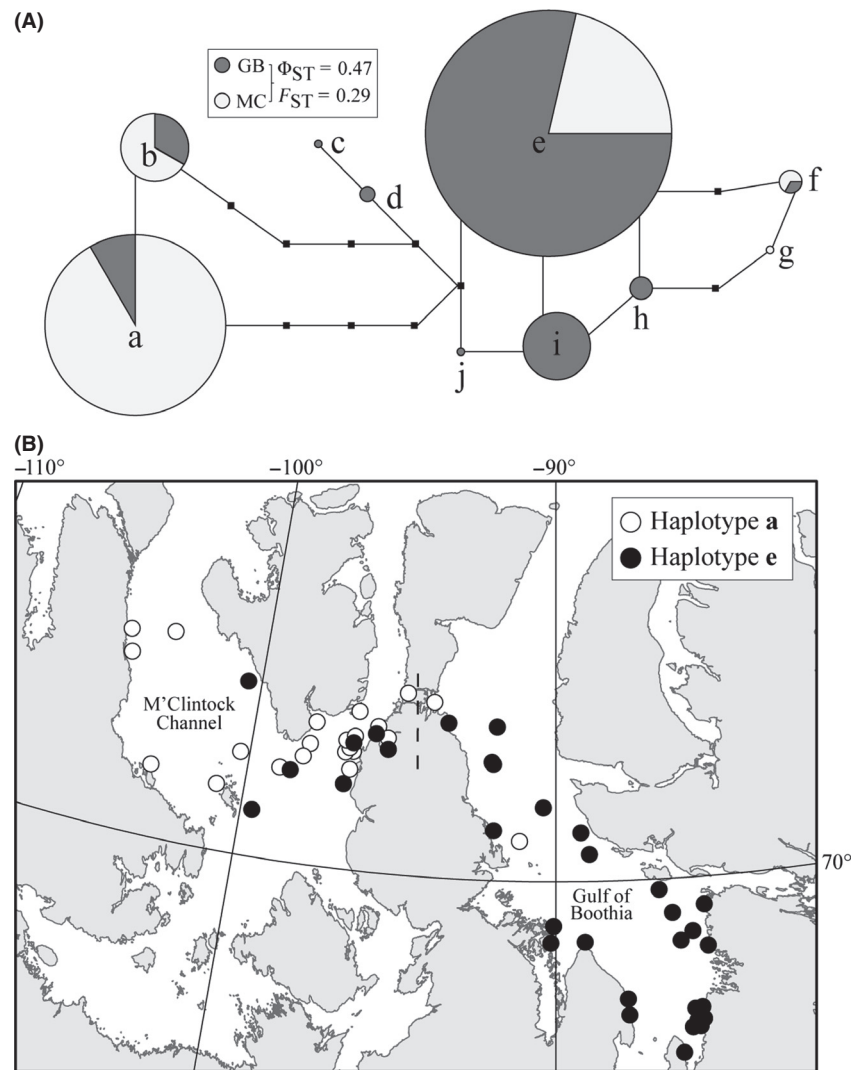 (A)
GB
MC
ΦST = 0.47
FST = 0.29
a
b
c
d
e
f
g
h
i
j
(B)
−110°
−100°
−90°
Haplotype a
Haplotype e
M'Clintock
Channel
70°
Gulf of
Boothia